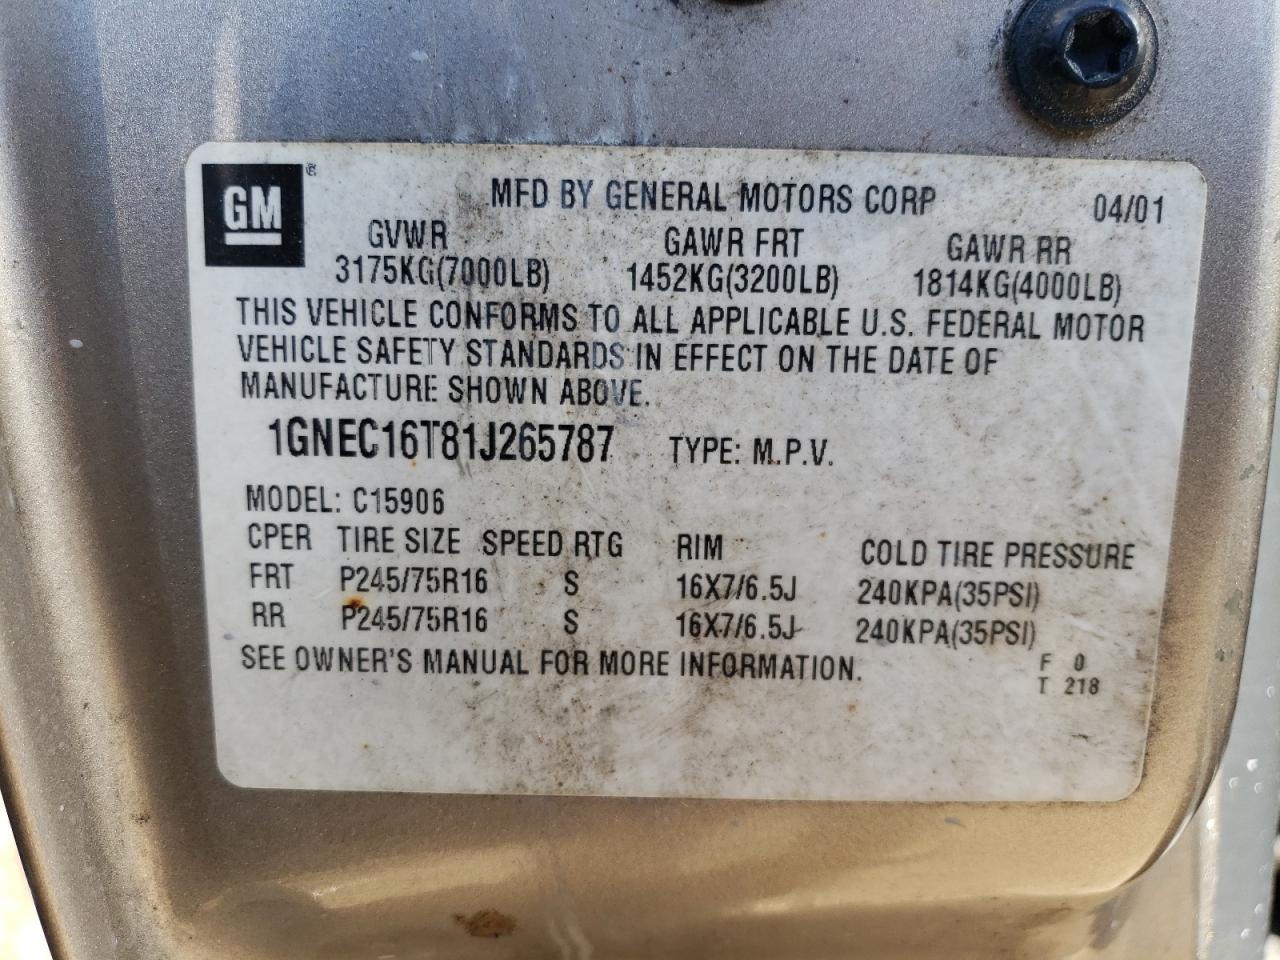 GM ®
MFD BY GENERAL MOTORS CORP 04/01
GVWR GAWR FRT GAWR RR
3175KG(7000LB) 1452KG(3200LB) 1814KG(4000LB)
THIS VEHICLE CONFORMS TO ALL APPLICABLE U.S. FEDERAL MOTOR
VEHICLE SAFETY STANDARDS IN EFFECT ON THE DATE OF
MANUFACTURE SHOWN ABOVE.
1GNEC16T81J265787 TYPE: M.P.V.
MODEL: C15906
CPER TIRE SIZE SPEED RTG RIM COLD TIRE PRESSURE
FRT P245/75R16 S 16X7/6.5J 240KPA(35PSI)
RR P245/75R16 S 16X7/6.5J 240KPA(35PSI)
SEE OWNER'S MANUAL FOR MORE INFORMATION.
F 0
T 218